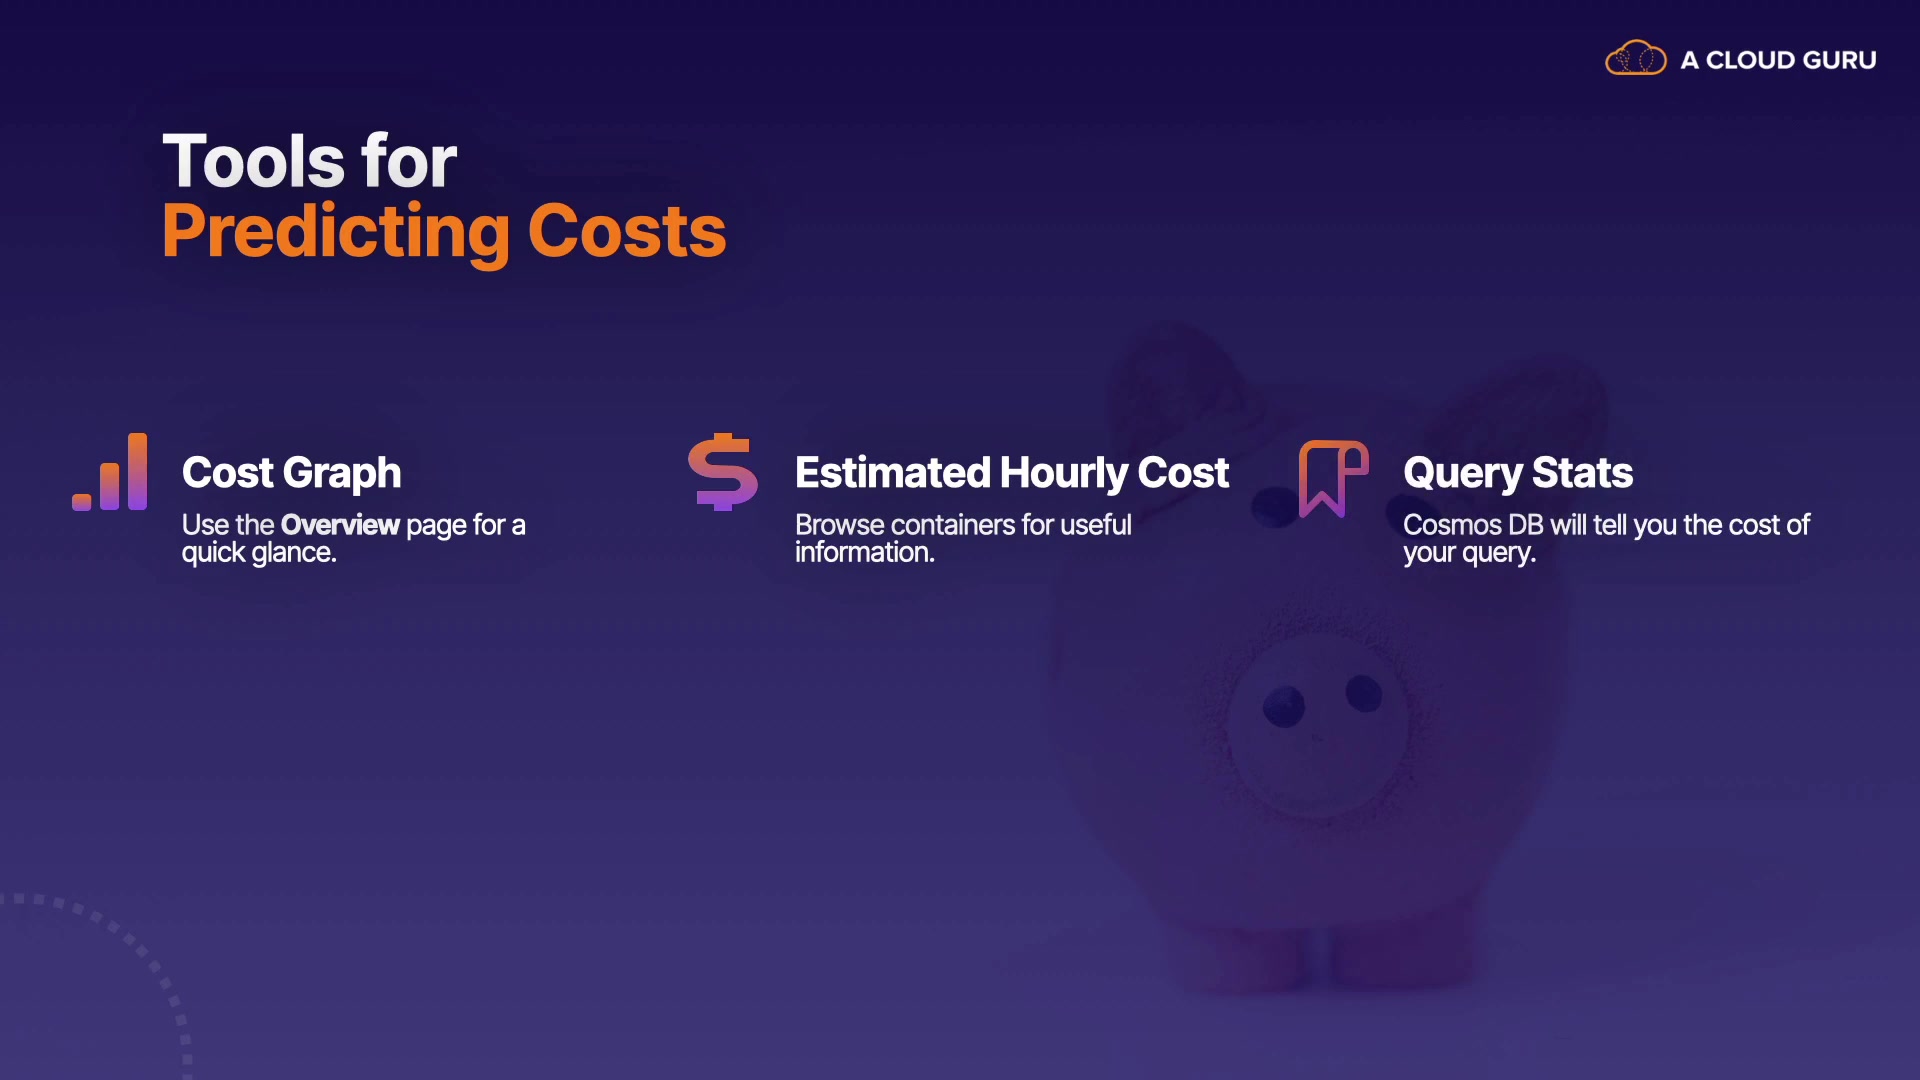 A CLOUD GURU
Tools for
Predicting Costs
Cost Graph
Use the Overview page for a
quick glance.
Estimated Hourly Cost
Browse containers for useful
information.
Query Stats
Cosmos DB will tell you the cost of
your query.